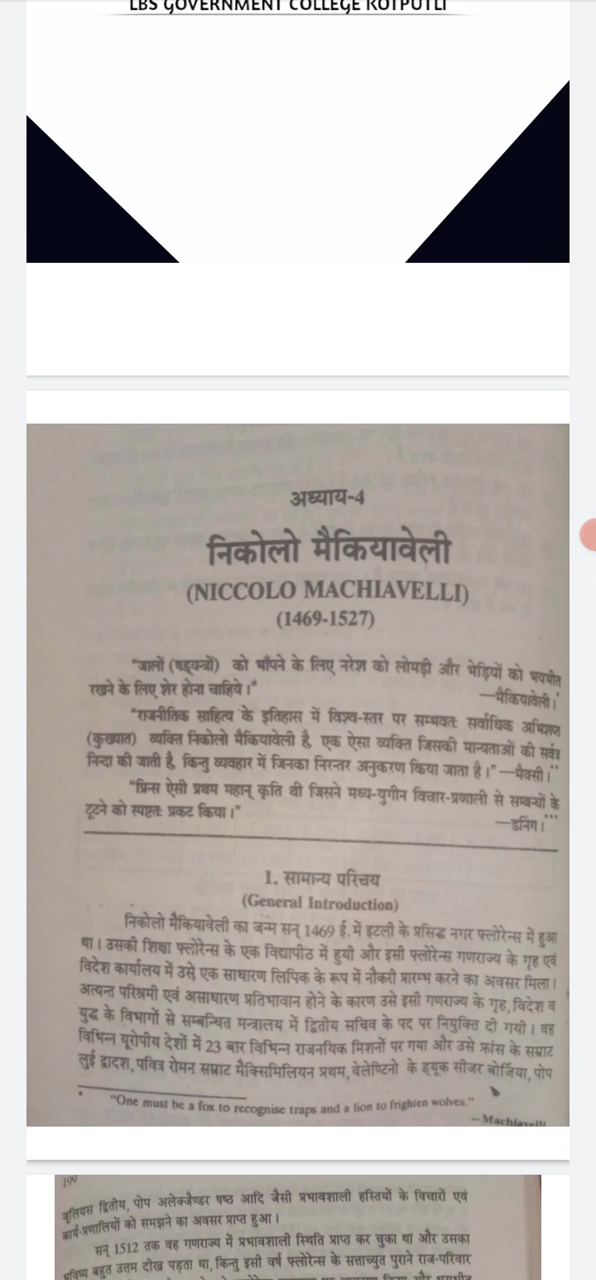 LBS GOVERNMENT COLLEGE KOTPUTLI
अध्याय-4
निकोलो मैकियावेली
(NICCOLO MACHIAVELLI)
(1469-1527)
"जालों (षड्यन्त्रों) को भाँपने के लिए नरेश को लोमड़ी और भेड़ियों को भयभीत
रखने के लिए शेर होना चाहिये।"
—मैकियावेली।*
"राजनीतिक साहित्य के इतिहास में विश्व-स्तर पर सम्भवतः सर्वाधिक अभिशप्त
(कुख्यात) व्यक्ति निकोलो मैकियावेली है, एक ऐसा व्यक्ति जिसकी मान्यताओं की सर्वत्र
निन्दा की जाती है, किन्तु व्यवहार में जिनका निरन्तर अनुकरण किया जाता है।" —मैक्सी।**
"प्रिन्स ऐसी प्रथम महान् कृति थी जिसने मध्य-युगीन विचार-प्रणाली से सम्बन्धों के
टूटने को स्पष्टतः प्रकट किया।"
—डनिंग।***
1. सामान्य परिचय
(General Introduction)
निकोलो मैकियावेली का जन्म सन् 1469 ई. में इटली के प्रसिद्ध नगर फ्लोरेन्स में हुआ
था। उसकी शिक्षा फ्लोरेन्स के एक विद्यापीठ में हुयी और इसी फ्लोरेन्स गणराज्य के गृह एवं
विदेश कार्यालय में उसे एक साधारण लिपिक के रूप में नौकरी प्रारम्भ करने का अवसर मिला।
अत्यन्त परिश्रमी एवं असाधारण प्रतिभावान होने के कारण उसे इसी गणराज्य के गृह, विदेश व
युद्ध के विभागों से सम्बन्धित मन्त्रालय में द्वितीय सचिव के पद पर नियुक्ति दी गयी। वह
विभिन्न यूरोपीय देशों में 23 बार विभिन्न राजनयिक मिशनों पर गया और उसे फ्रांस के सम्राट
लुई द्वादश, पवित्र रोमन सम्राट मैक्सिमिलियन प्रथम, वेलेण्टिनो के ड्यूक सीजर बोर्जिया, पोप
* "One must be a fox to recognise traps and a lion to frighten wolves."
—Machiavelli
190
जुलियस द्वितीय, पोप अलेक्जैण्डर षष्ठ आदि जैसी प्रभावशाली हस्तियों के विचारों एवं
कार्य-प्रणालियों को समझने का अवसर प्राप्त हुआ।
सन् 1512 तक वह गणराज्य में प्रभावशाली स्थिति प्राप्त कर चुका था और उसका
भविष्य बहुत उत्तम दीख पड़ता था, किन्तु इसी वर्ष फ्लोरेन्स के सत्ताच्युत पुराने राज-परिवार